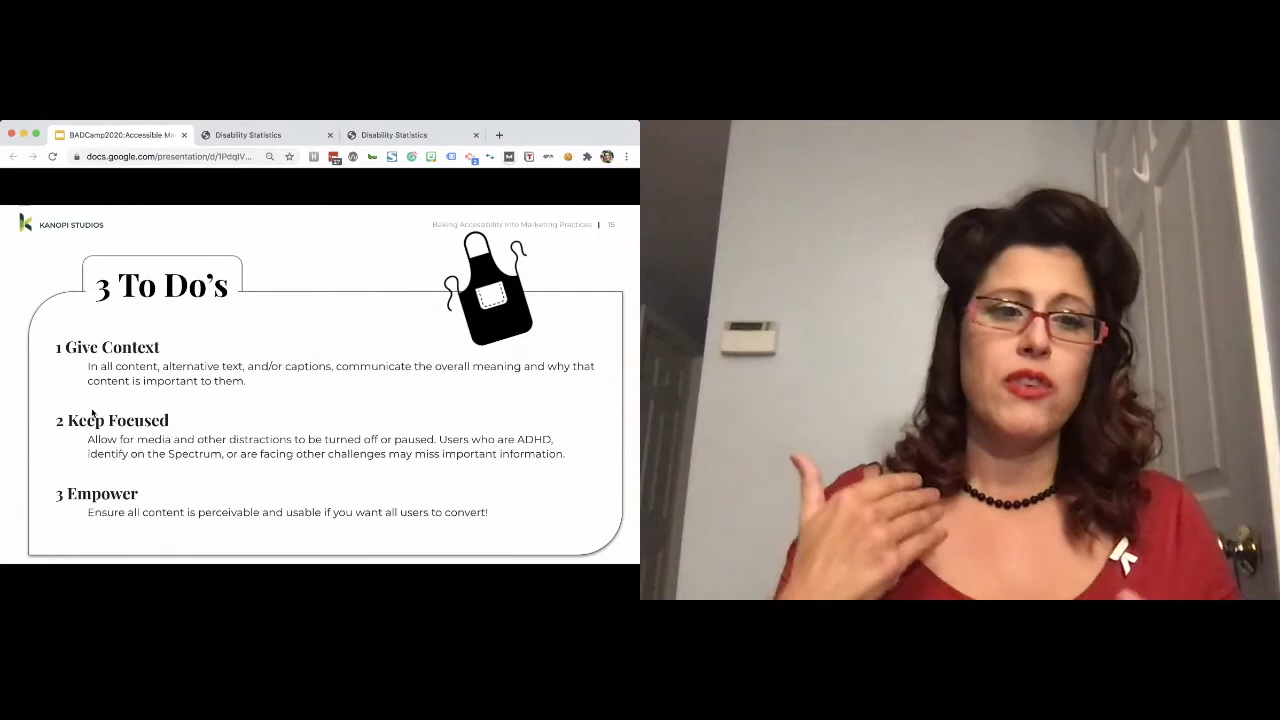 BADCamp2020:Accessible Ma
Disability Statistics
Disability Statistics
docs.google.com/presentation/d/1PdqIV...
KANOPI STUDIOS
Baking Accessibility Into Marketing Practices | 15
3 To Do's
1 Give Context
In all content, alternative text, and/or captions, communicate the overall meaning and why that
content is important to them.
2 Keep Focused
Allow for media and other distractions to be turned off or paused. Users who are ADHD,
identify on the Spectrum, or are facing other challenges may miss important information.
3 Empower
Ensure all content is perceivable and usable if you want all users to convert!